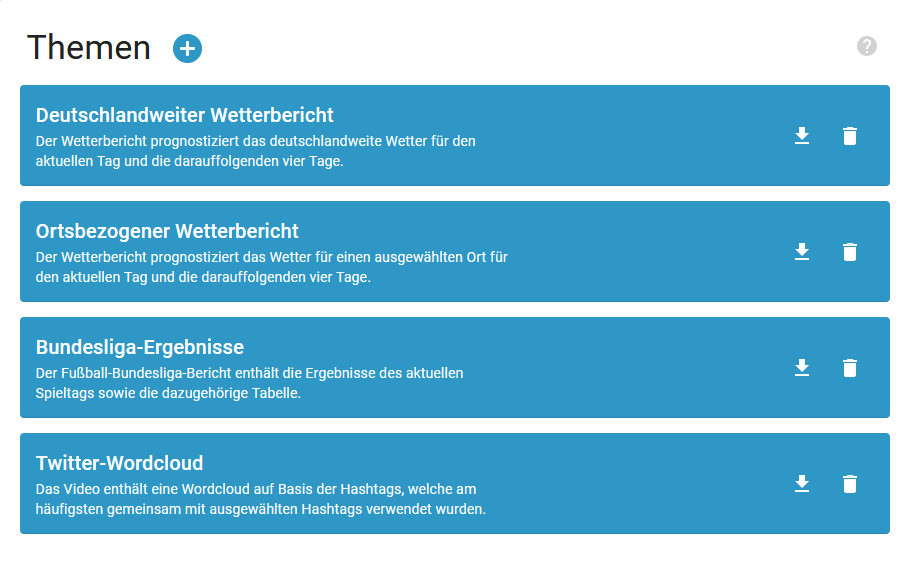 Themen
Deutschlandweiter Wetterbericht
Der Wetterbericht prognostiziert das deutschlandweite Wetter für den
aktuellen Tag und die darauffolgenden vier Tage.
Ortsbezogener Wetterbericht
Der Wetterbericht prognostiziert das Wetter für einen ausgewählten Ort für
den aktuellen Tag und die darauffolgenden vier Tage.
Bundesliga-Ergebnisse
Der Fußball-Bundesliga-Bericht enthält die Ergebnisse des aktuellen
Spieltags sowie die dazugehörige Tabelle.
Twitter-Wordcloud
Das Video enthält eine Wordcloud auf Basis der Hashtags, welche am
häufigsten gemeinsam mit ausgewählten Hashtags verwendet wurden.